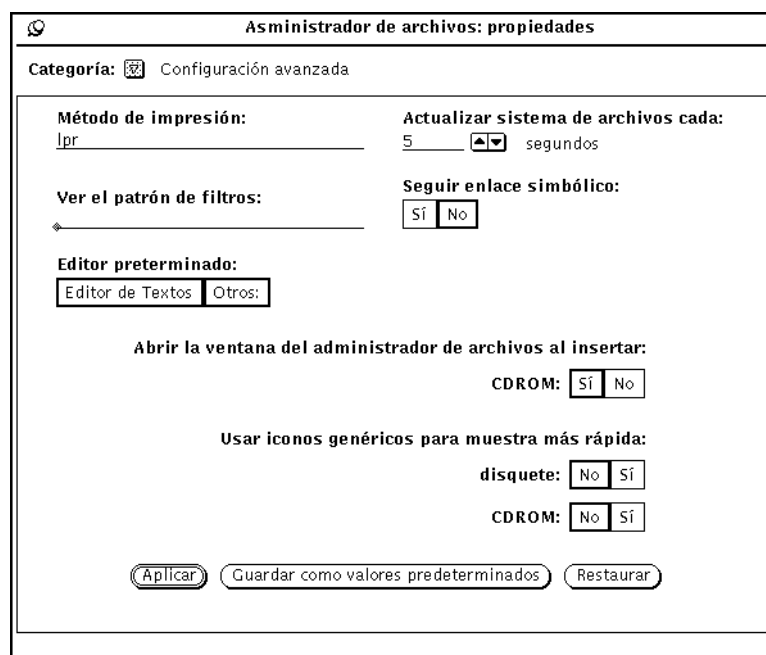 Asministrador de archivos: propiedades
Categoría: Configuración avanzada
Método de impresión:
lpr
Actualizar sistema de archivos cada:
5 segundos
Ver el patrón de filtros:
Seguir enlace simbólico:
Sí No
Editor preterminado:
Editor de Textos Otros:
Abrir la ventana del administrador de archivos al insertar:
CDROM: Sí No
Usar iconos genéricos para muestra más rápida:
disquete: No Sí
CDROM: No Sí
Aplicar Guardar como valores predeterminados Restaurar